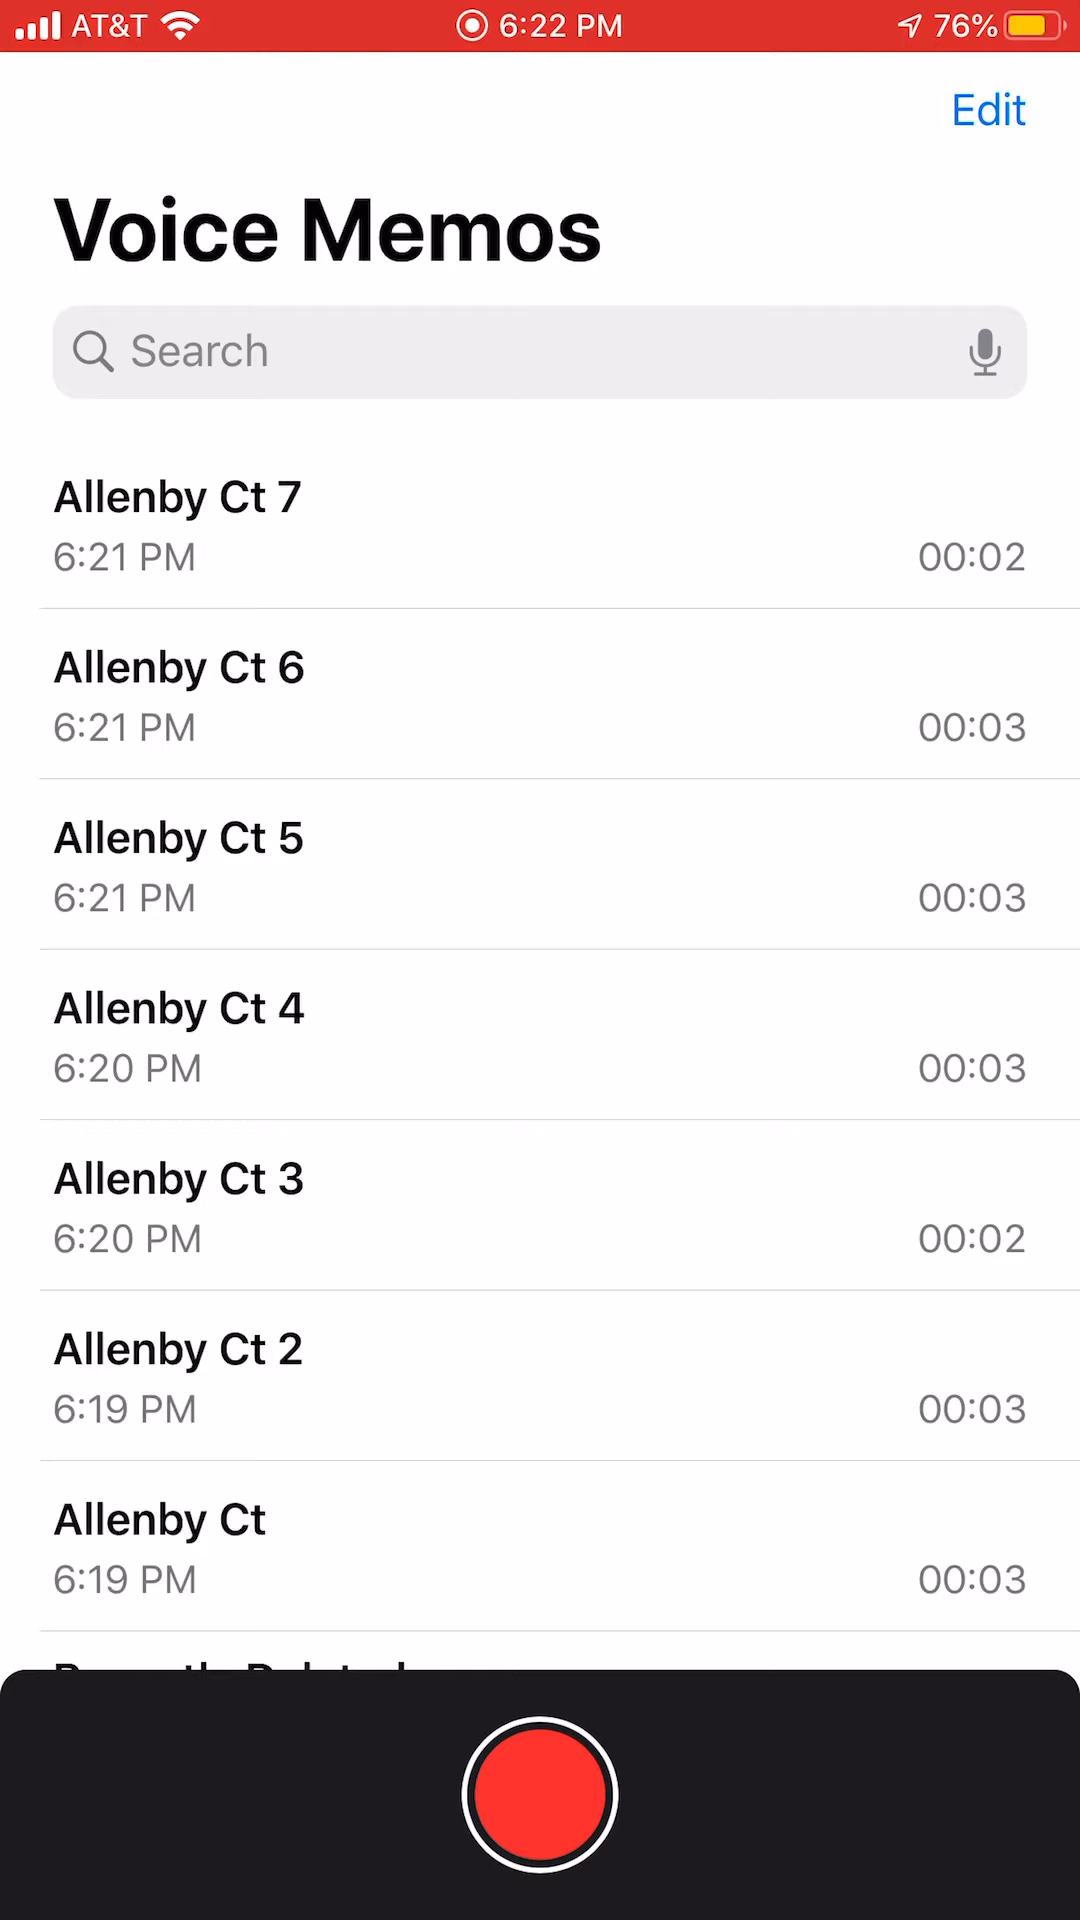 AT&T 6:22 PM 76%
Edit
Voice Memos
Search
Allenby Ct 7
6:21 PM 00:02
Allenby Ct 6
6:21 PM 00:03
Allenby Ct 5
6:21 PM 00:03
Allenby Ct 4
6:20 PM 00:03
Allenby Ct 3
6:20 PM 00:02
Allenby Ct 2
6:19 PM 00:03
Allenby Ct
6:19 PM 00:03